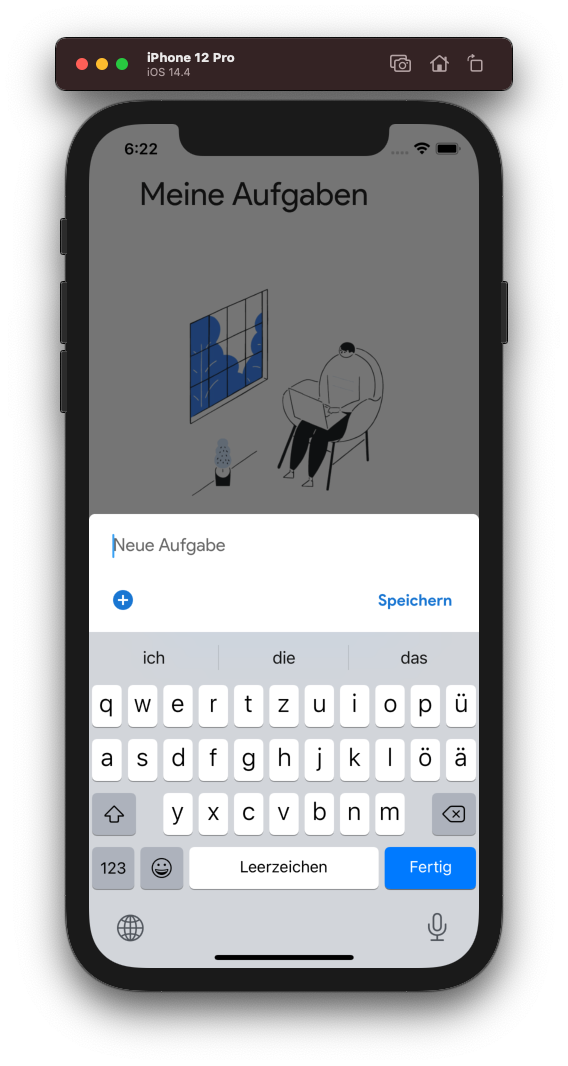 iPhone 12 Pro
iOS 14.4
6:22
Meine Aufgaben
Neue Aufgabe
Speichern
ich die das
q w e r t z u i o p ü
a s d f g h j k l ö ä
y x c v b n m
123 Leerzeichen Fertig